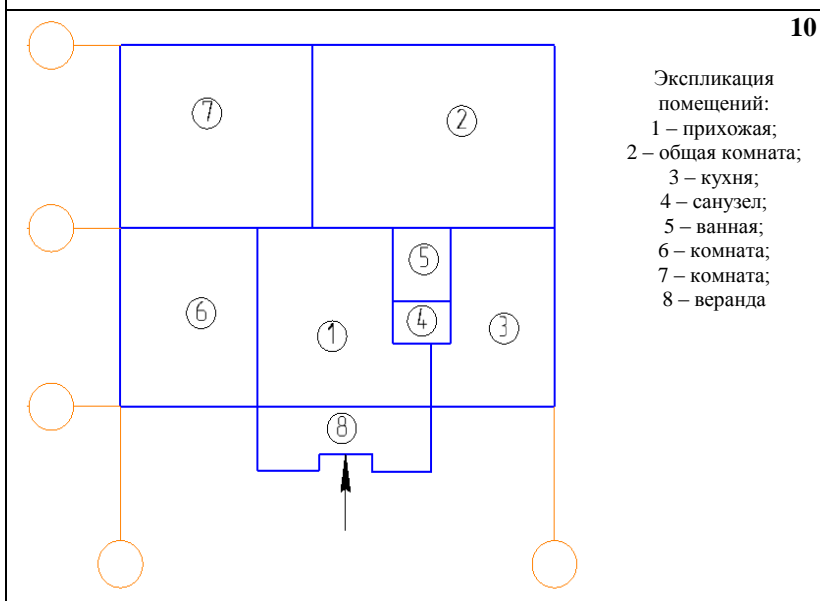 10
Экспликация
помещений:
1 – прихожая;
2 – общая комната;
3 – кухня;
4 – санузел;
5 – ванная;
6 – комната;
7 – комната;
8 – веранда
7
2
5
6
4
3
1
8